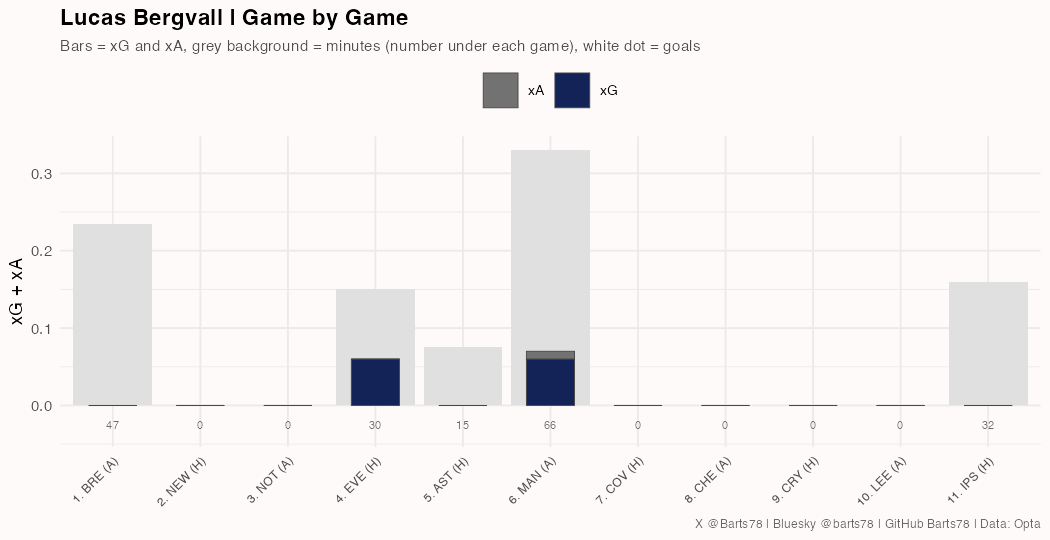 Lucas Bergvall | Game by Game
Bars = xG and xA, grey background = minutes (number under each game), white dot = goals
xA xG
xG + xA
0.3
0.2
0.1
0.0
47 0 0 30 15 66 0 0 0 0 32
1. BRE (A) 2. NEW (H) 3. NOT (A) 4. EVE (H) 5. AST (H) 6. MAN (A) 7. COV (H) 8. CHE (A) 9. CRY (H) 10. LEE (A) 11. IPS (H)
X @Barts78 | Bluesky @barts78 | GitHub Barts78 | Data: Opta